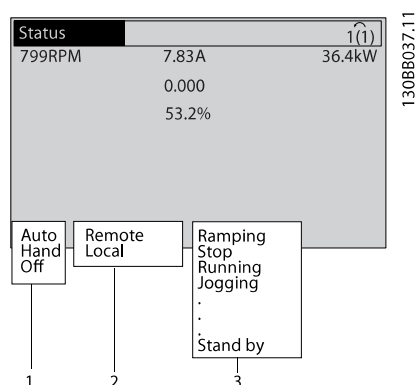 Status
1(1)
799RPM 7.83A 36.4kW
0.000
53.2%
Auto
Hand
Off
Remote
Local
Ramping
Stop
Running
Jogging
.
.
.
Stand by
1 2 3
130BB037.11